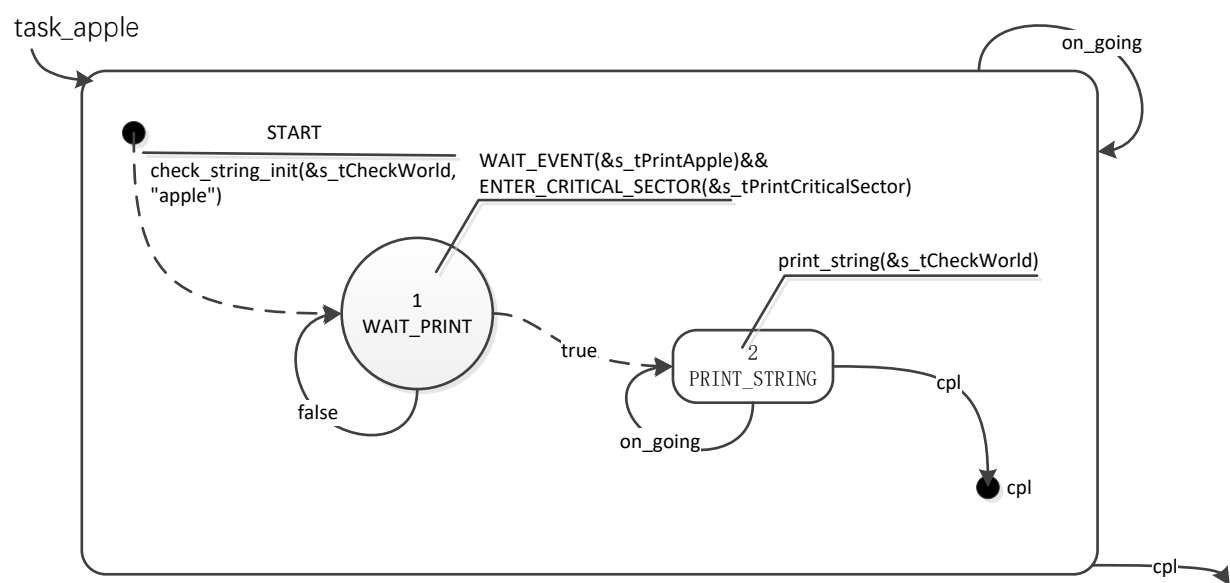 task_apple
on_going
START
check_string_init(&s_tCheckWorld,
"apple")
WAIT_EVENT(&s_tPrintApple)&&
ENTER_CRITICAL_SECTOR(&s_tPrintCriticalSector)
print_string(&s_tCheckWorld)
1
WAIT_PRINT
true
2
PRINT_STRING
cpl
false
on_going
cpl
cpl